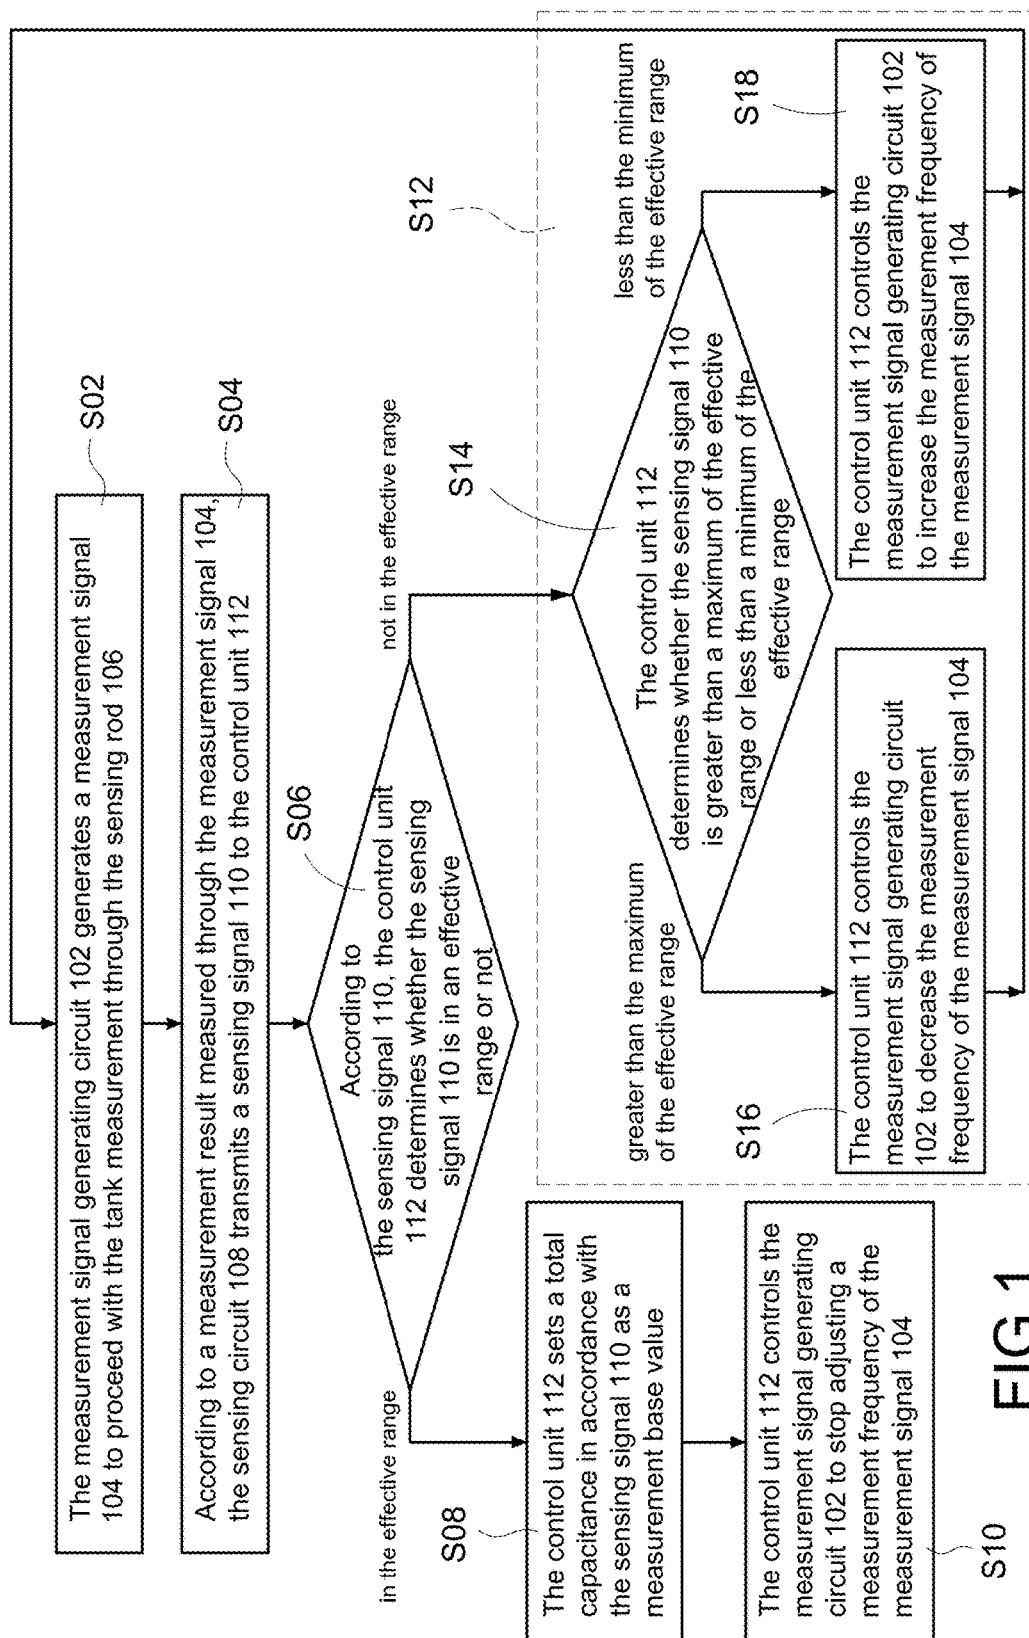 The measurement signal generating circuit 102 generates a measurement signal
104 to proceed with the tank measurement through the sensing rod 106
S02
According to a measurement result measured through the measurement signal 104,
the sensing circuit 108 transmits a sensing signal 110 to the control unit 112
S04
According to
the sensing signal 110, the control unit
112 determines whether the sensing
signal 110 is in an effective
range or not
S06
in the effective range
not in the effective range
S08
The control unit 112 sets a total
capacitance in accordance with
the sensing signal 110 as a
measurement base value
The control unit 112 controls the
measurement signal generating
circuit 102 to stop adjusting a
measurement frequency of the
measurement signal 104
S10
S12
S14
The control unit 112
determines whether the sensing signal 110
is greater than a maximum of the effective
range or less than a minimum of the
effective range
greater than the maximum
of the effective range
less than the minimum
of the effective range
S16
The control unit 112 controls the
measurement signal generating circuit
102 to decrease the measurement
frequency of the measurement signal 104
S18
The control unit 112 controls the
measurement signal generating circuit 102
to increase the measurement frequency of
the measurement signal 104
FIG.1